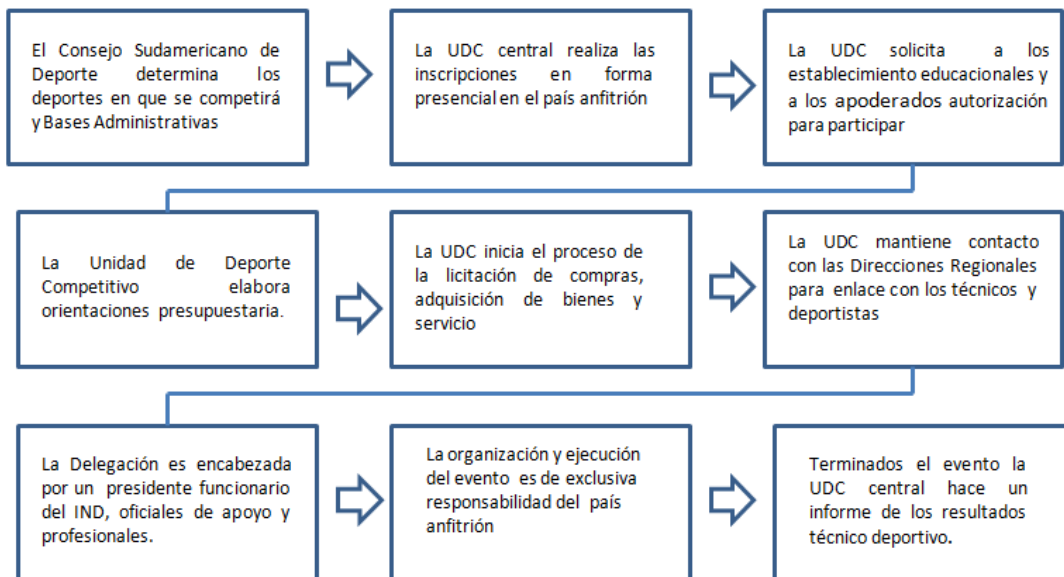 El Consejo Sudamericano de
Deporte determina los
deportes en que se competirá
y Bases Administrativas
La UDC central realiza las
inscripciones en forma
presencial en el país anfitrión
La UDC solicita a los
establecimiento educacionales y
a los apoderados autorización
para participar
La Unidad de Deporte
Competitivo elabora
orientaciones presupuestaria.
La UDC inicia el proceso de
la licitación de compras,
adquisición de bienes y
servicio
La UDC mantiene contacto
con las Direcciones Regionales
para enlace con los técnicos y
deportistas
La Delegación es encabezada
por un presidente funcionario
del IND, oficiales de apoyo y
profesionales.
La organización y ejecución
del evento es de exclusiva
responsabilidad del país
anfitrión
Terminados el evento la
UDC central hace un
informe de los resultados
técnico deportivo.